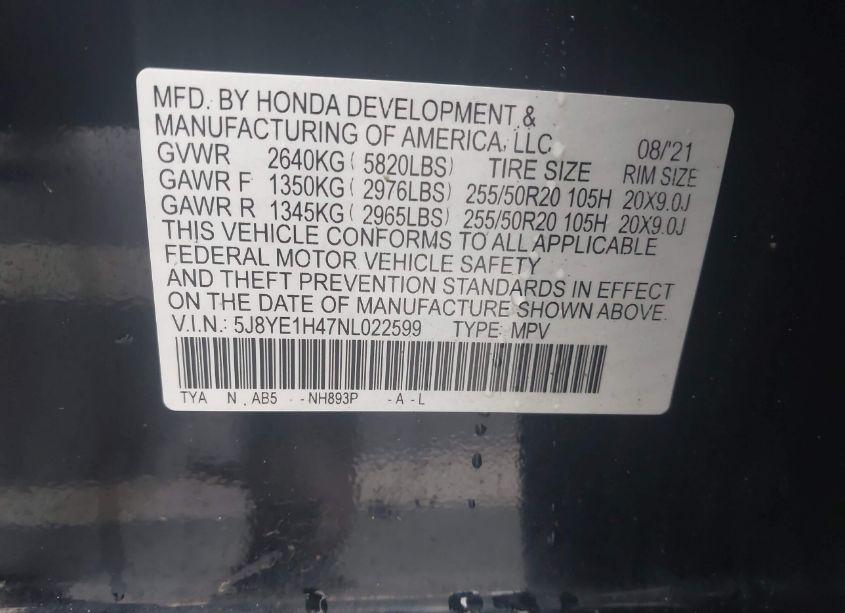 MFD. BY HONDA DEVELOPMENT &
MANUFACTURING OF AMERICA, LLC 08/'21
GVWR 2640KG ( 5820LBS) TIRE SIZE RIM SIZE
GAWR F 1350KG ( 2976LBS) 255/50R20 105H 20X9.0J
GAWR R 1345KG ( 2965LBS) 255/50R20 105H 20X9.0J
THIS VEHICLE CONFORMS TO ALL APPLICABLE
FEDERAL MOTOR VEHICLE SAFETY
AND THEFT PREVENTION STANDARDS IN EFFECT
ON THE DATE OF MANUFACTURE SHOWN ABOVE.
V.I.N.: 5J8YE1H47NL022599 TYPE: MPV
TYA N . AB5 - - NH893P - A - L